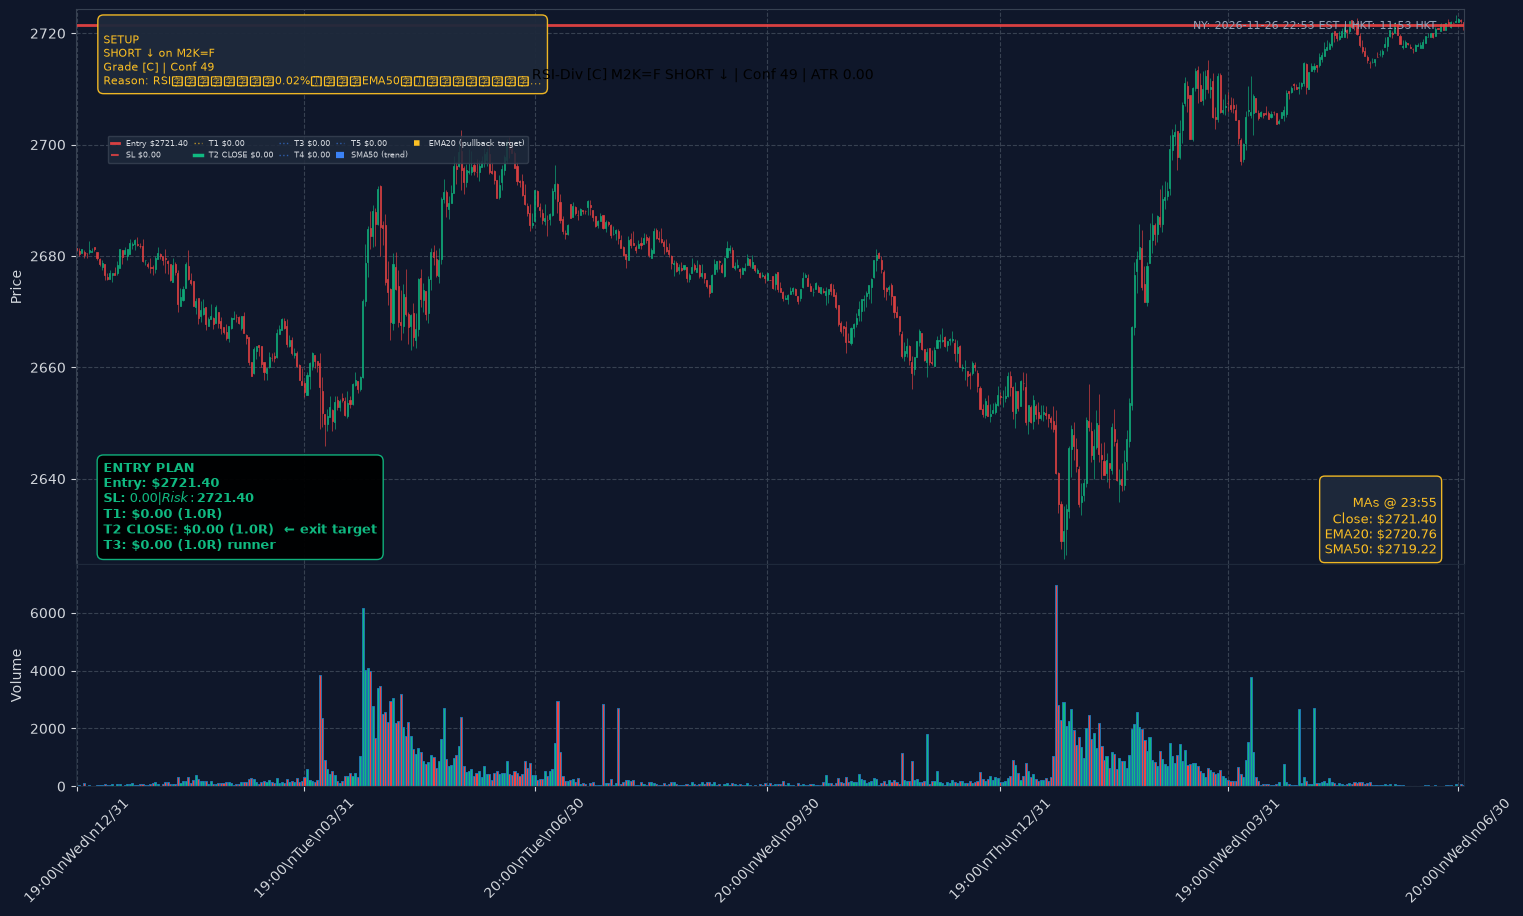 NY: 2026-11-26 22:53 EST | HKT: 11:53 HKT
SETUP
SHORT ↓ on M2K=F
Grade [C] | Conf 49
Reason: RSI 0.02% EMA50 ...
RSI-Div [C] M2K=F SHORT ↓ | Conf 49 | ATR 0.00
Entry $2721.40
SL $0.00
T1 $0.00
T2 CLOSE $0.00
T3 $0.00
T4 $0.00
T5 $0.00
SMA50 (trend)
EMA20 (pullback target)
Price
2720
2700
2680
2660
2640
ENTRY PLAN
Entry: $2721.40
SL: 0.00|Risk:2721.40
T1: $0.00 (1.0R)
T2 CLOSE: $0.00 (1.0R) ← exit target
T3: $0.00 (1.0R) runner
MAs @ 23:55
Close: $2721.40
EMA20: $2720.76
SMA50: $2719.22
Volume
6000
4000
2000
0
19:00\nWed\n12/31
19:00\nTue\n03/31
20:00\nTue\n06/30
20:00\nWed\n09/30
19:00\nThu\n12/31
19:00\nWed\n03/31
20:00\nWed\n06/30